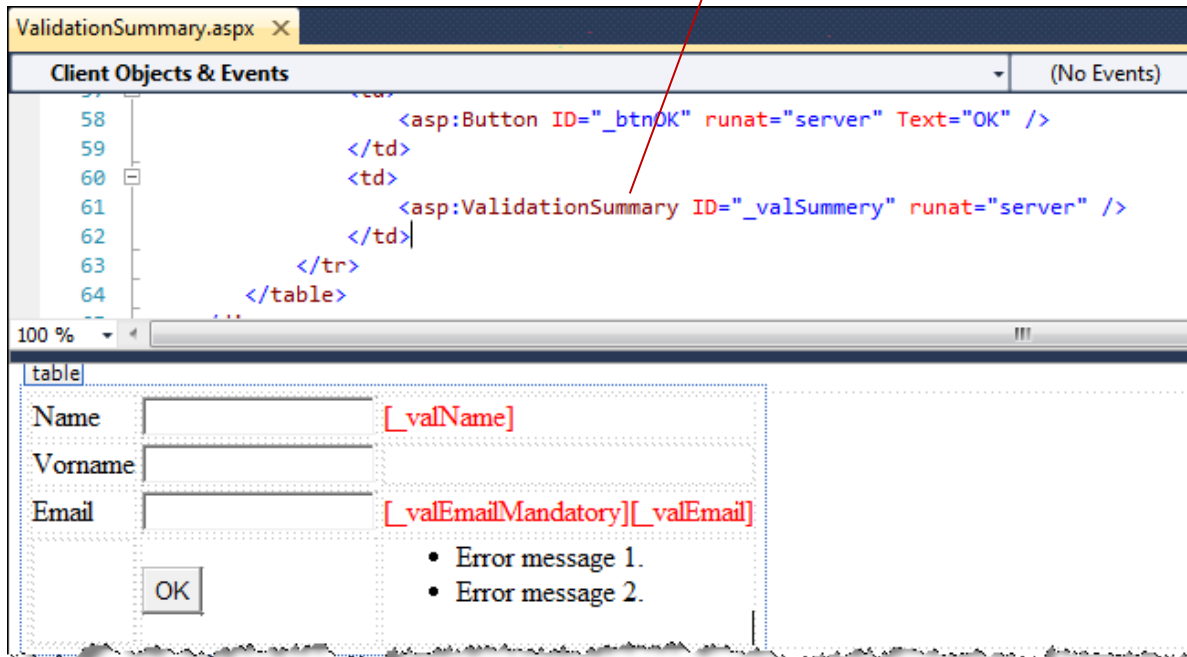 ValidationSummary.aspx ×
Client Objects & Events (No Events)
58 <asp:Button ID="_btnOK" runat="server" Text="OK" />
59 </td>
60 <td>
61 <asp:ValidationSummary ID="_valSummery" runat="server" />
62 </td>
63 </tr>
64 </table>
100 %
table
Name [_valName]
Vorname
Email [_valEmailMandatory][_valEmail]
• Error message 1.
OK
• Error message 2.